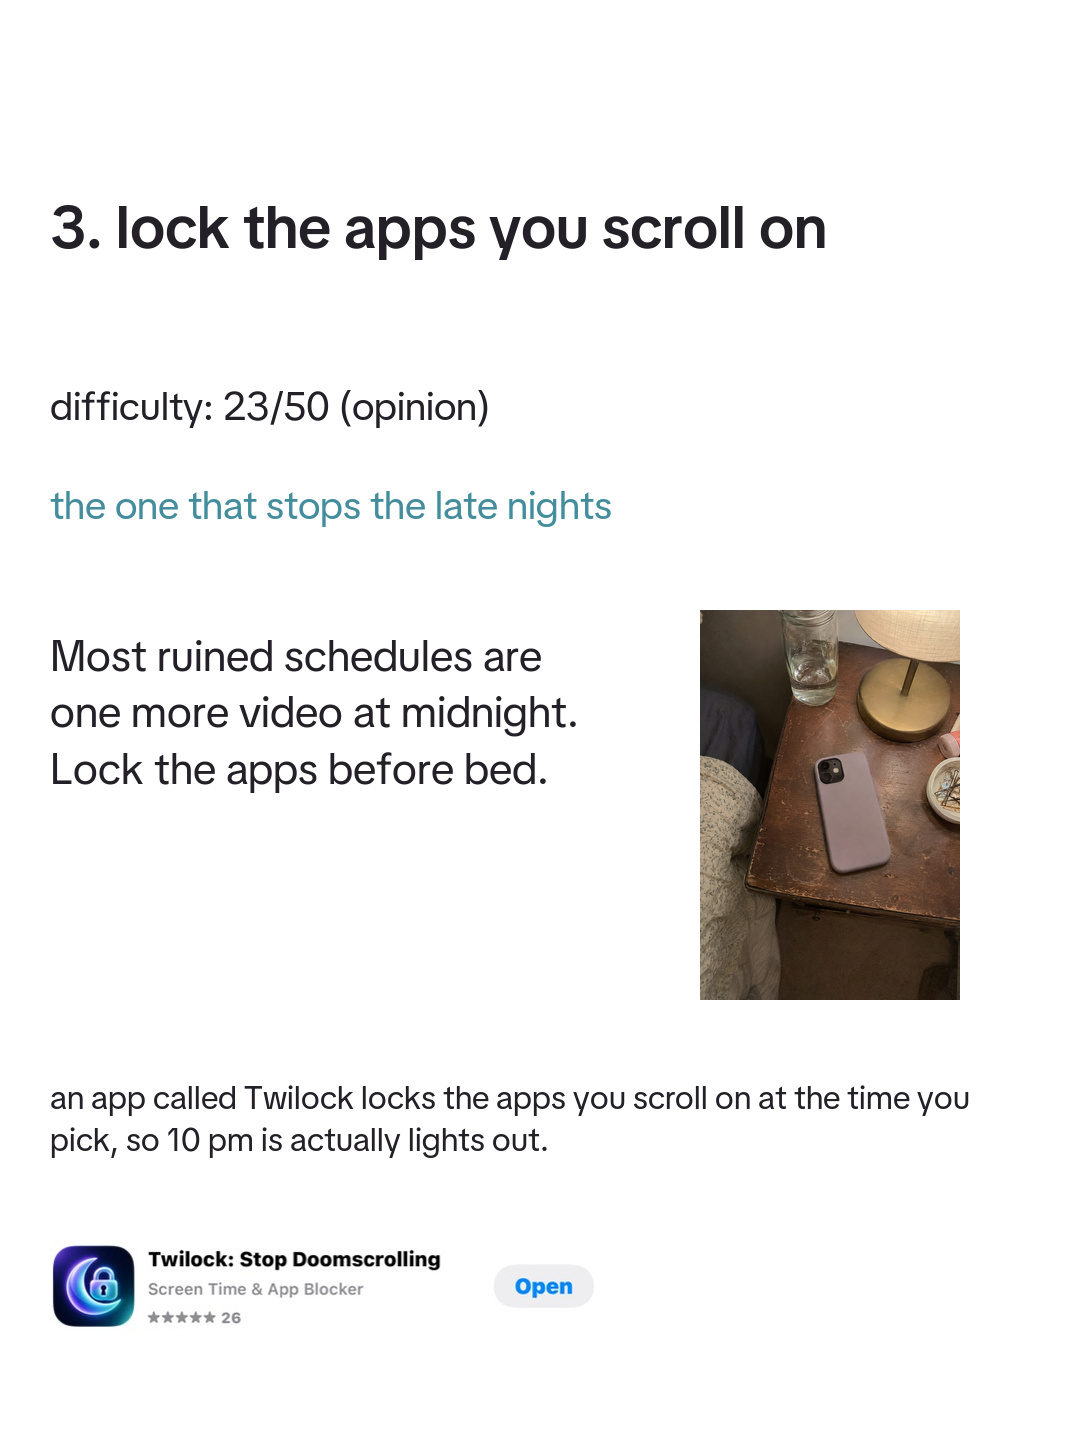 3. lock the apps you scroll on
difficulty: 23/50 (opinion)
the one that stops the late nights
Most ruined schedules are
one more video at midnight.
Lock the apps before bed.
an app called Twilock locks the apps you scroll on at the time you
pick, so 10 pm is actually lights out.
Twilock: Stop Doomscrolling
Screen Time & App Blocker
★★★★★ 26
Open